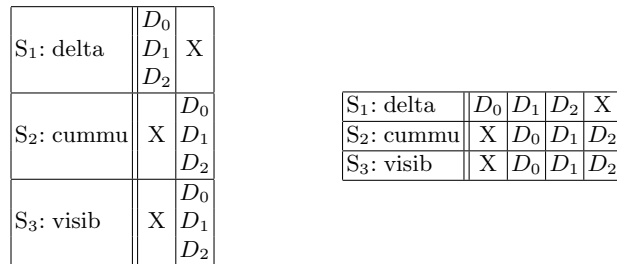 D₀
S₁: delta D₁ X
D₂
D₀
S₂: cummu X D₁
D₂
D₀
S₃: visib X D₁
D₂
S₁: delta D₀ D₁ D₂ X
S₂: cummu X D₀ D₁ D₂
S₃: visib X D₀ D₁ D₂